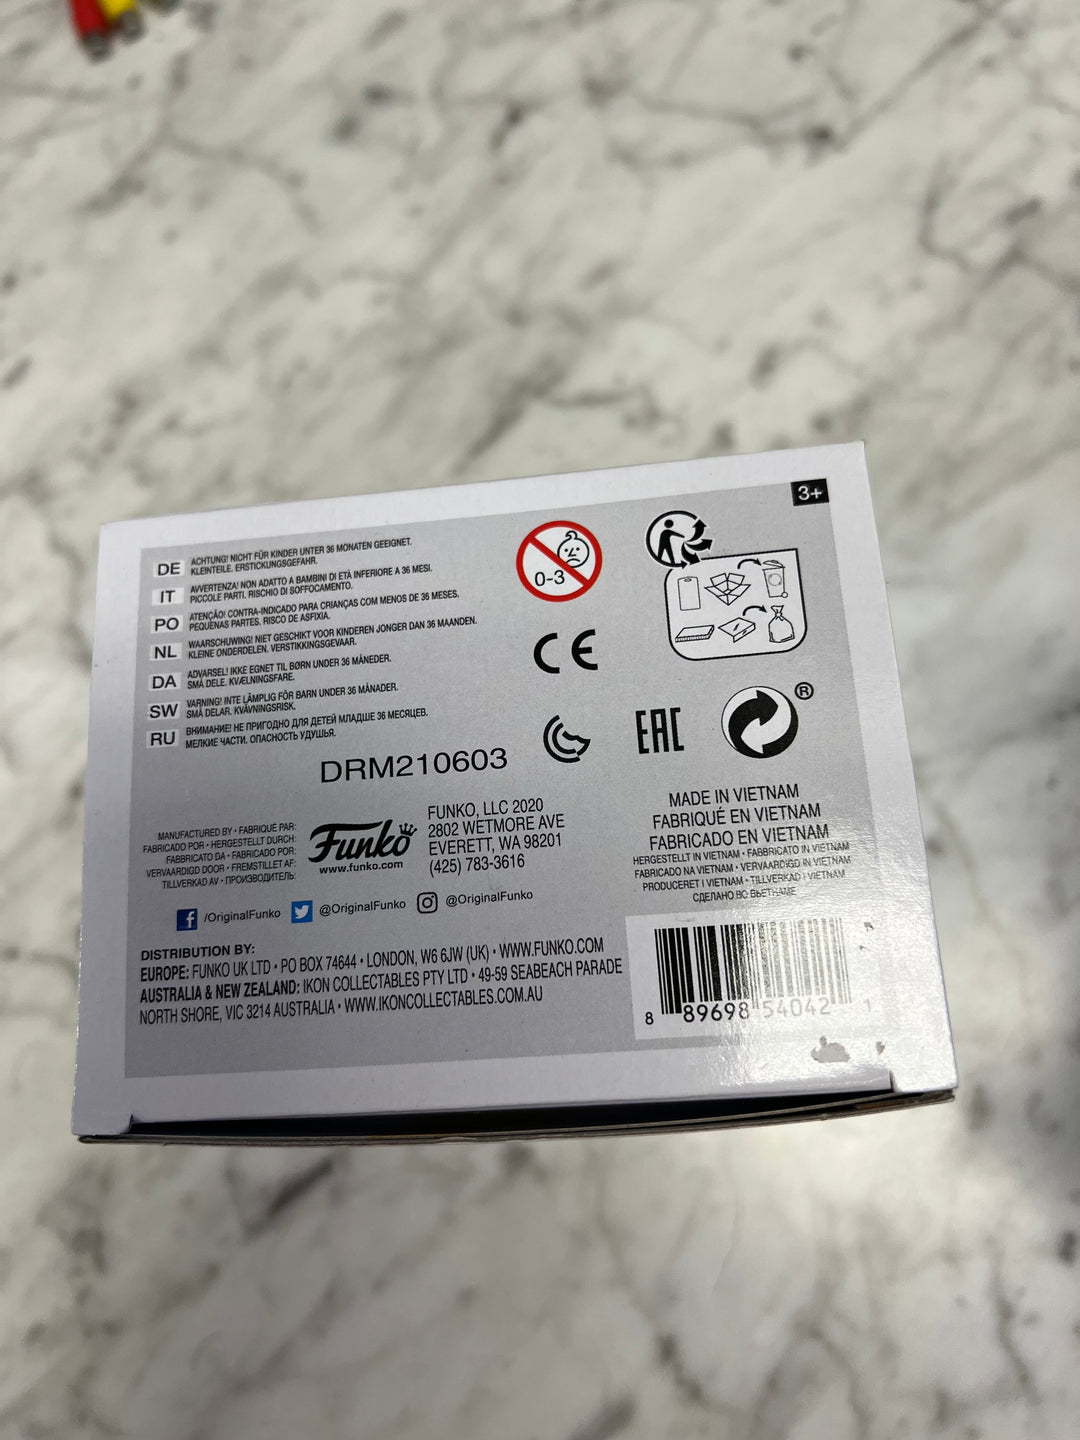 3+
DE ACHTUNG! NICHT FÜR KINDER UNTER 36 MONATEN GEEIGNET.
KLEINTEILE. ERSTICKUNGSGEFAHR.
IT AVVERTENZA! NON ADATTO A BAMBINI DI ETÀ INFERIORE A 36 MESI.
PICCOLE PARTI. RISCHIO DI SOFFOCAMENTO.
PO ATENÇÃO! CONTRA-INDICADO PARA CRIANÇAS COM MENOS DE 36 MESES.
PEQUENAS PARTES. RISCO DE ASFIXIA.
NL WAARSCHUWING! NIET GESCHIKT VOOR KINDEREN JONGER DAN 36 MAANDEN.
KLEINE ONDERDELEN. VERSTIKKINGSGEVAAR.
DA ADVARSEL! IKKE EGNET TIL BØRN UNDER 36 MÅNEDER.
SMÅ DELE. KVÆLNINGSFARE.
SW VARNING! INTE LÄMPLIG FÖR BARN UNDER 36 MÅNADER.
SMÅ DELAR. KVÄVNINGSRISK.
RU ВНИМАНИЕ! НЕ ПРИГОДНО ДЛЯ ДЕТЕЙ МЛАДШЕ 36 МЕСЯЦЕВ.
МЕЛКИЕ ЧАСТИ. ОПАСНОСТЬ УДУШЬЯ.
0-3
CE
EAC
®
DRM210603
MANUFACTURED BY • FABRIQUÉ PAR:
FABRICADO POR • HERGESTELLT DURCH:
FABBRICATO DA • FABRICADO POR:
VERVAARDIGD DOOR • FREMSTILLET AF:
TILLVERKAD AV • ПРОИЗВОДИТЕЛЬ:
Funko
www.funko.com
FUNKO, LLC 2020
2802 WETMORE AVE
EVERETT, WA 98201
(425) 783-3616
/OriginalFunko @OriginalFunko @OriginalFunko
MADE IN VIETNAM
FABRIQUÉ EN VIETNAM
FABRICADO EN VIETNAM
HERGESTELLT IN VIETNAM • FABBRICATO IN VIETNAM
FABRICADO NA VIETNAM • VERVAARDIGD IN VIETNAM
PRODUCERET I VIETNAM • TILLVERKAD I VIETNAM
СДЕЛАНО ВО ВЬЕТНАМЕ
DISTRIBUTION BY:
EUROPE: FUNKO UK LTD • PO BOX 74644 • LONDON, W6 6JW (UK) • WWW.FUNKO.COM
AUSTRALIA & NEW ZEALAND: IKON COLLECTABLES PTY LTD • 49-59 SEABEACH PARADE
NORTH SHORE, VIC 3214 AUSTRALIA • WWW.IKONCOLLECTABLES.COM.AU
8 89698 54042 1